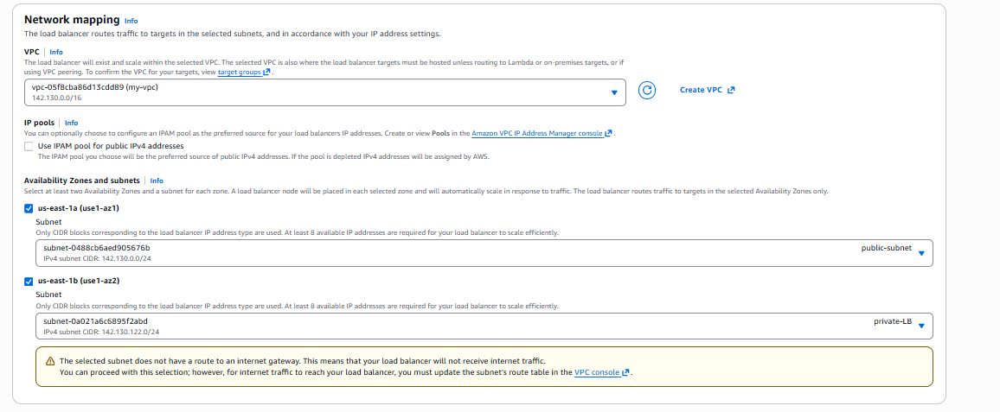 Network mapping Info
The load balancer routes traffic to targets in the selected subnets, and in accordance with your IP address settings.
VPC Info
The load balancer will exist and scale within the selected VPC. The selected VPC is also where the load balancer targets must be hosted unless routing to Lambda or on-premises targets, or if
using VPC peering. To confirm the VPC for your targets, view target groups.
vpc-05f8cba86d13cdd89 (my-vpc)
142.130.0.0/16
Create VPC
IP pools Info
You can optionally choose to configure an IPAM pool as the preferred source for your load balancers IP addresses. Create or view Pools in the Amazon VPC IP Address Manager console.
Use IPAM pool for public IPv4 addresses
The IPAM pool you choose will be the preferred source of public IPv4 addresses. If the pool is depleted IPv4 addresses will be assigned by AWS.
Availability Zones and subnets Info
Select at least two Availability Zones and a subnet for each zone. A load balancer node will be placed in each selected zone and will automatically scale in response to traffic. The load balancer routes traffic to targets in the selected Availability Zones only.
us-east-1a (use1-az1)
Subnet
Only CIDR blocks corresponding to the load balancer IP address type are used. At least 8 available IP addresses are required for your load balancer to scale efficiently.
subnet-0488cb6aed905676b public-subnet
IPv4 subnet CIDR: 142.130.0.0/24
us-east-1b (use1-az2)
Subnet
Only CIDR blocks corresponding to the load balancer IP address type are used. At least 8 available IP addresses are required for your load balancer to scale efficiently.
subnet-0a021a6c6895f2abd private-LB
IPv4 subnet CIDR: 142.130.122.0/24
The selected subnet does not have a route to an internet gateway. This means that your load balancer will not receive internet traffic.
You can proceed with this selection; however, for internet traffic to reach your load balancer, you must update the subnet's route table in the VPC console.